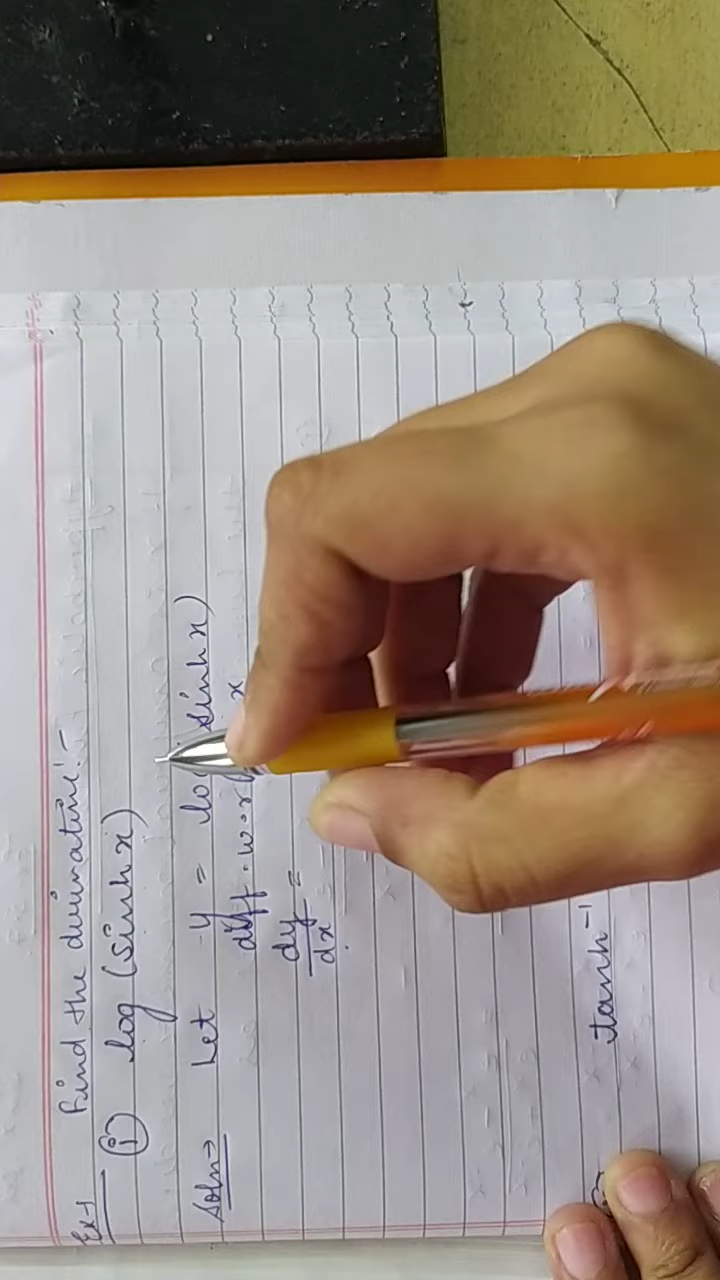 Ex-1 Find the derivative:-
(i) log (sinh x)
Soln→ Let y = log sinh x)
diff. w.r. x
dy/dx =
tanh⁻¹